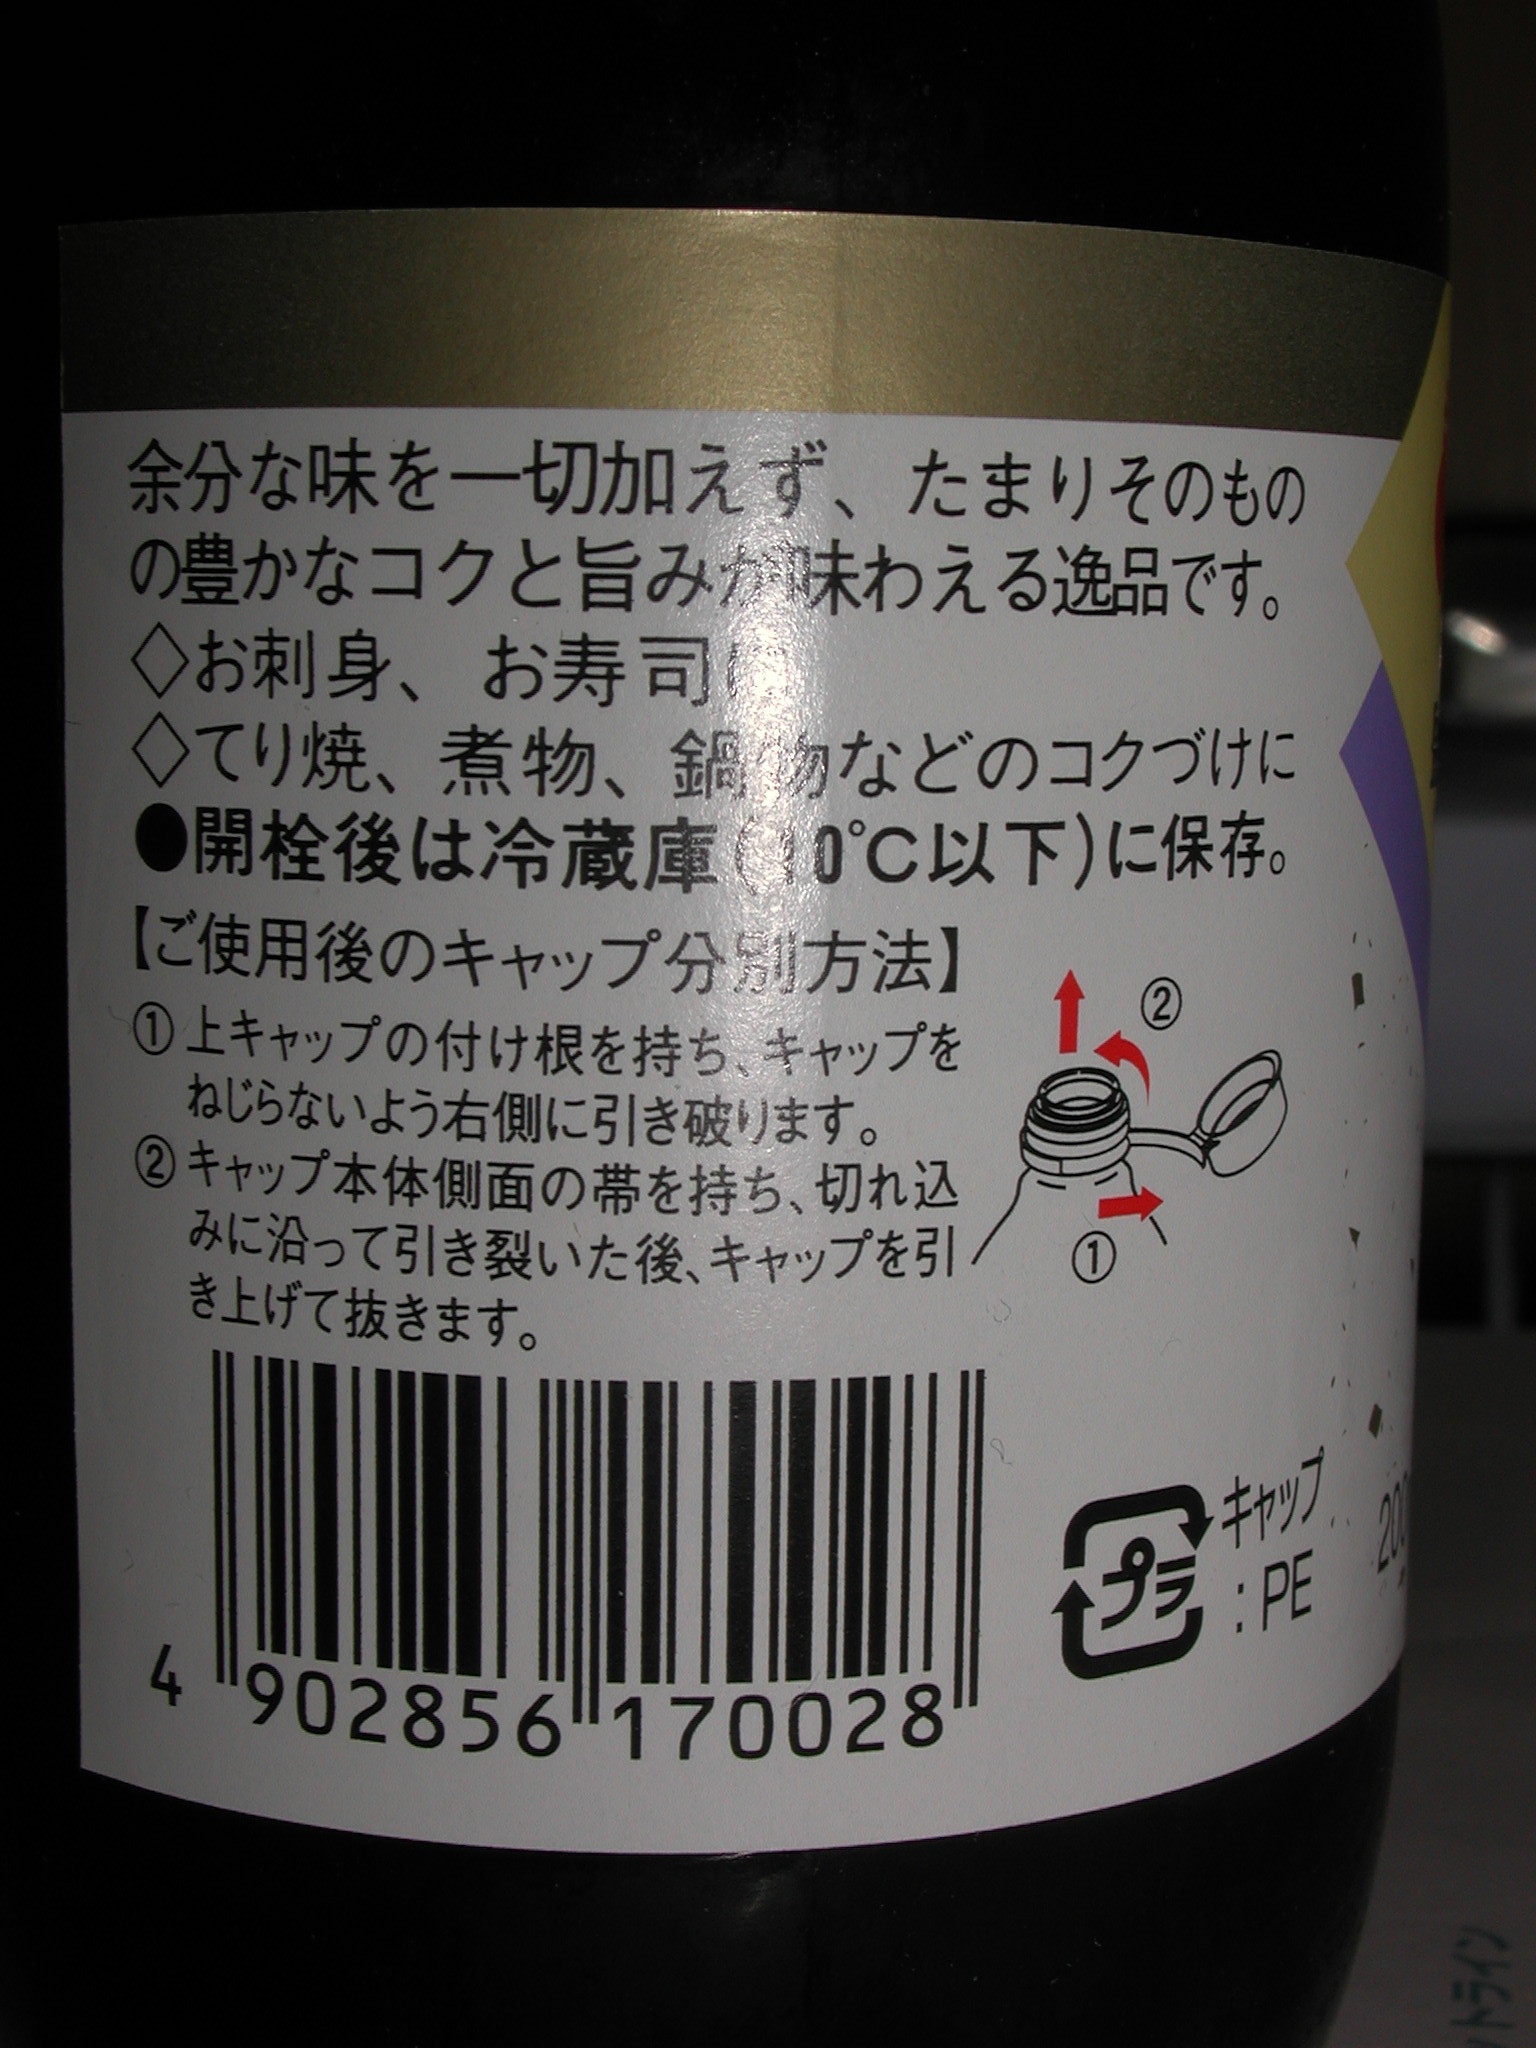 余分な味を一切加えず、たまりそのもの
の豊かなコクと旨みが味わえる逸品です。
◇お刺身、お寿司に
◇てり焼、煮物、鍋物などのコクづけに
●開栓後は冷蔵庫(10℃以下)に保存。
【ご使用後のキャップ分別方法】
①上キャップの付け根を持ち、キャップを
ねじらないよう右側に引き破ります。
②キャップ本体側面の帯を持ち、切れ込
みに沿って引き裂いた後、キャップを引
き上げて抜きます。
②
①
4 902856 170028
プラ
キャップ
:PE
200
トライン